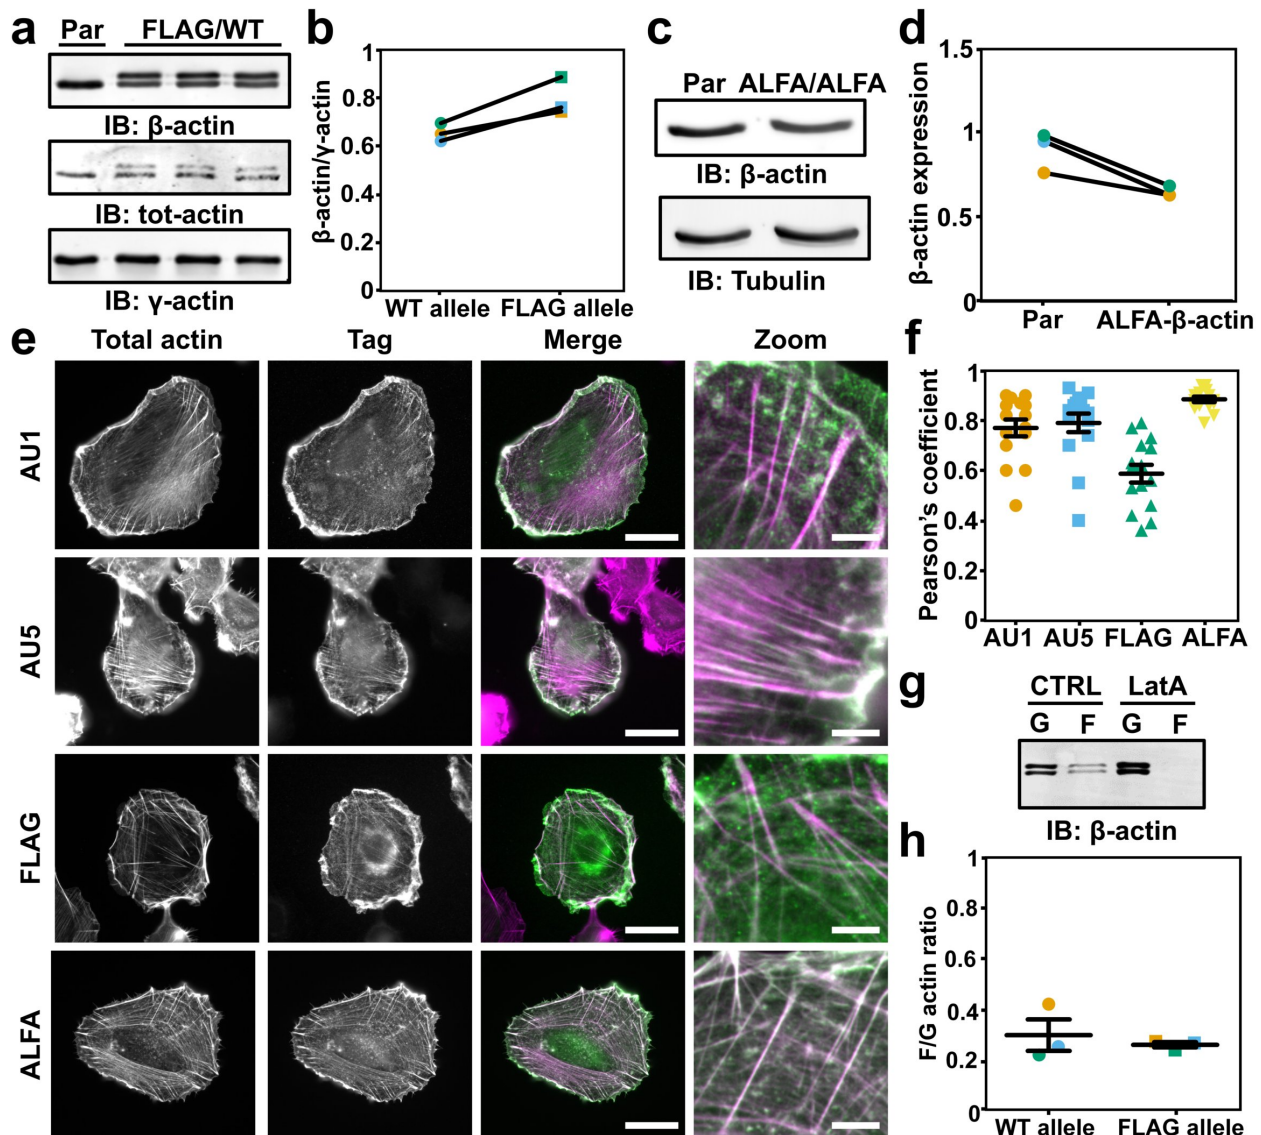 a
Par FLAG/WT
IB: β-actin
IB: tot-actin
IB: γ-actin
b
β-actin/γ-actin
1
0.8
0.6
0.4
0.2
0
WT allele FLAG allele
c
Par ALFA/ALFA
IB: β-actin
IB: Tubulin
d
β-actin expression
1.5
1
0.5
0
Par ALFA-β-actin
e
Total actin Tag Merge Zoom
AU1
AU5
FLAG
ALFA
f
Pearson's coefficient
1
0.8
0.6
0.4
0.2
0
AU1 AU5 FLAG ALFA
g
CTRL LatA
G F G F
IB: β-actin
h
F/G actin ratio
1
0.8
0.6
0.4
0.2
0
WT allele FLAG allele